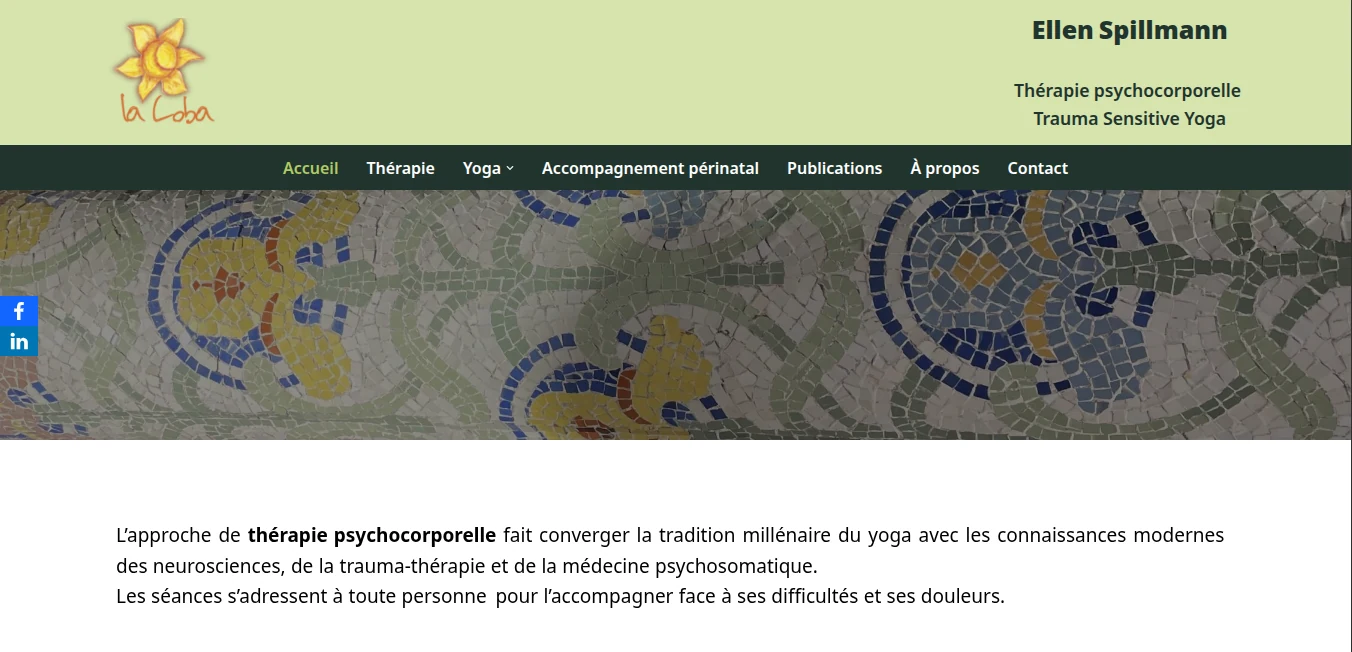 la Coba
Ellen Spillmann
Thérapie psychocorporelle
Trauma Sensitive Yoga
Accueil Thérapie Yoga Accompagnement périnatal Publications À propos Contact
f
in
L’approche de thérapie psychocorporelle fait converger la tradition millénaire du yoga avec les connaissances modernes
des neurosciences, de la trauma-thérapie et de la médecine psychosomatique.
Les séances s’adressent à toute personne pour l’accompagner face à ses difficultés et ses douleurs.